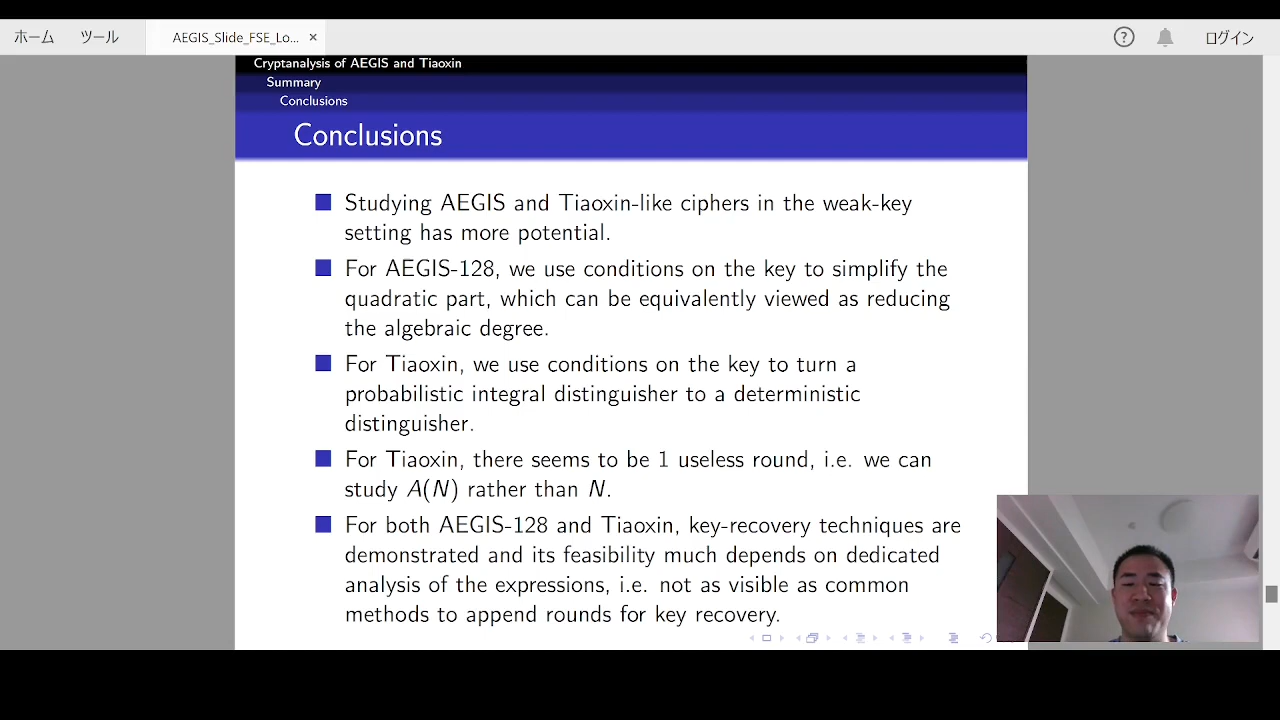 ホーム ツール AEGIS_Slide_FSE_Lo... × ? ログイン
Cryptanalysis of AEGIS and Tiaoxin
Summary
Conclusions
Conclusions
Studying AEGIS and Tiaoxin-like ciphers in the weak-key
setting has more potential.
For AEGIS-128, we use conditions on the key to simplify the
quadratic part, which can be equivalently viewed as reducing
the algebraic degree.
For Tiaoxin, we use conditions on the key to turn a
probabilistic integral distinguisher to a deterministic
distinguisher.
For Tiaoxin, there seems to be 1 useless round, i.e. we can
study A(N) rather than N.
For both AEGIS-128 and Tiaoxin, key-recovery techniques are
demonstrated and its feasibility much depends on dedicated
analysis of the expressions, i.e. not as visible as common
methods to append rounds for key recovery.